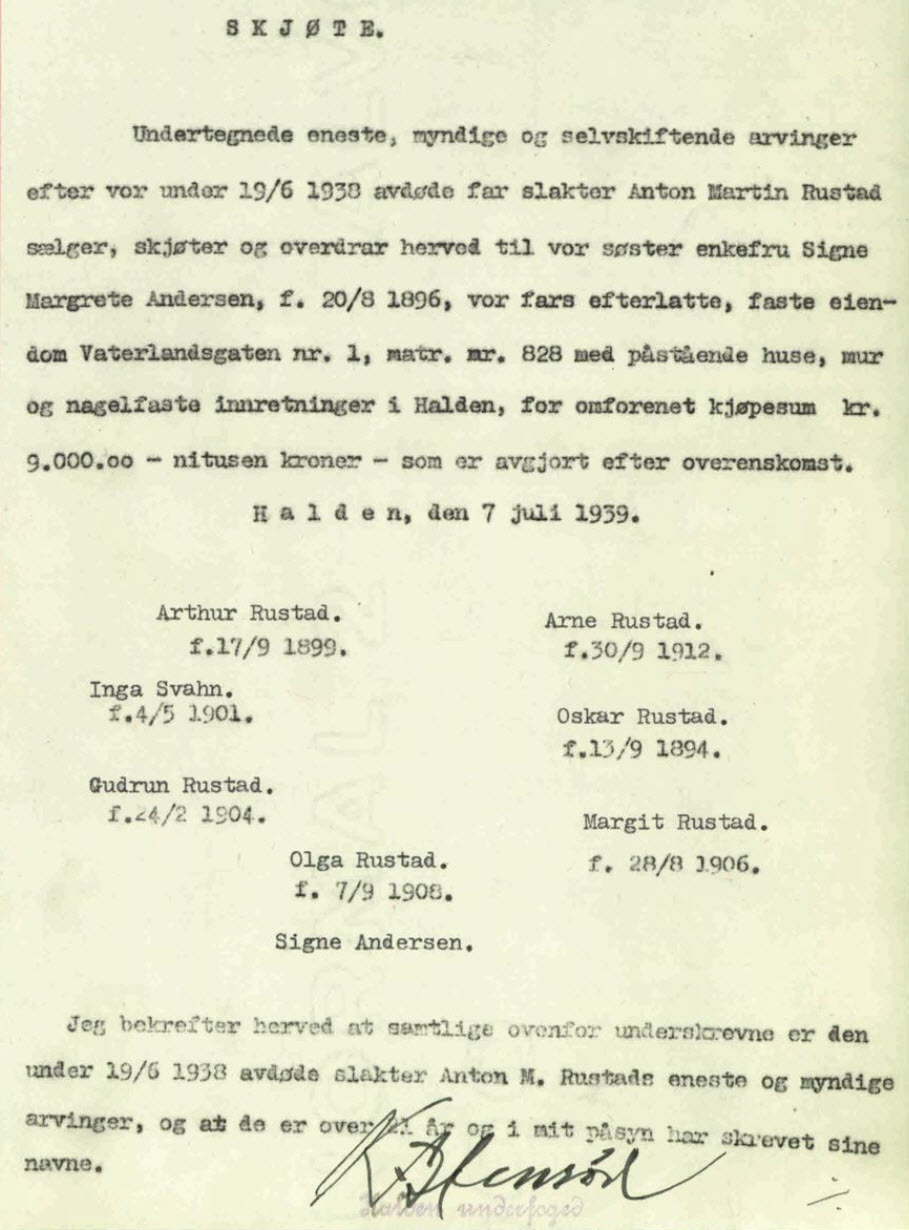 S K J Ø T E.
Undertegnede eneste, myndige og selvskiftende arvinger
efter vor under 19/6 1938 avdøde far slakter Anton Martin Rustad
sælger, skjøter og overdrar herved til vor søster enkefru Signe
Margrete Andersen, f. 20/8 1896, vor fars efterlatte, faste eien-
dom Vaterlandsgaten nr. 1, matr. nr. 828 med påstående huse, mur
og nagelfaste innretninger i Halden, for omforenet kjøpesum kr.
9.000.oo - nitusen kroner - som er avgjort efter overenskomst.
H a l d e n, den 7 juli 1939.
Arthur Rustad.
f.17/9 1899.
Arne Rustad.
f.30/9 1912.
Inga Svahn.
f.4/5 1901.
Oskar Rustad.
f.13/9 1894.
Gudrun Rustad.
f.24/2 1904.
Margit Rustad.
f. 28/8 1906.
Olga Rustad.
f. 7/9 1908.
Signe Andersen.
Jeg bekrefter herved at samtlige ovenfor underskrevne er den
under 19/6 1938 avdøde slakter Anton M. Rustads eneste og myndige
arvinger, og at de er over 21 år og i mit påsyn har skrevet sine
navne.
Halden underfoged